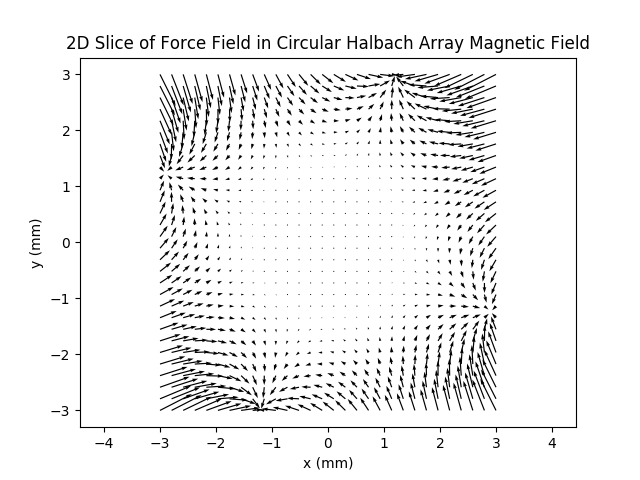 2D Slice of Force Field in Circular Halbach Array Magnetic Field
3
2
1
0
−1
−2
−3
y (mm)
−4 −3 −2 −1 0 1 2 3 4
x (mm)